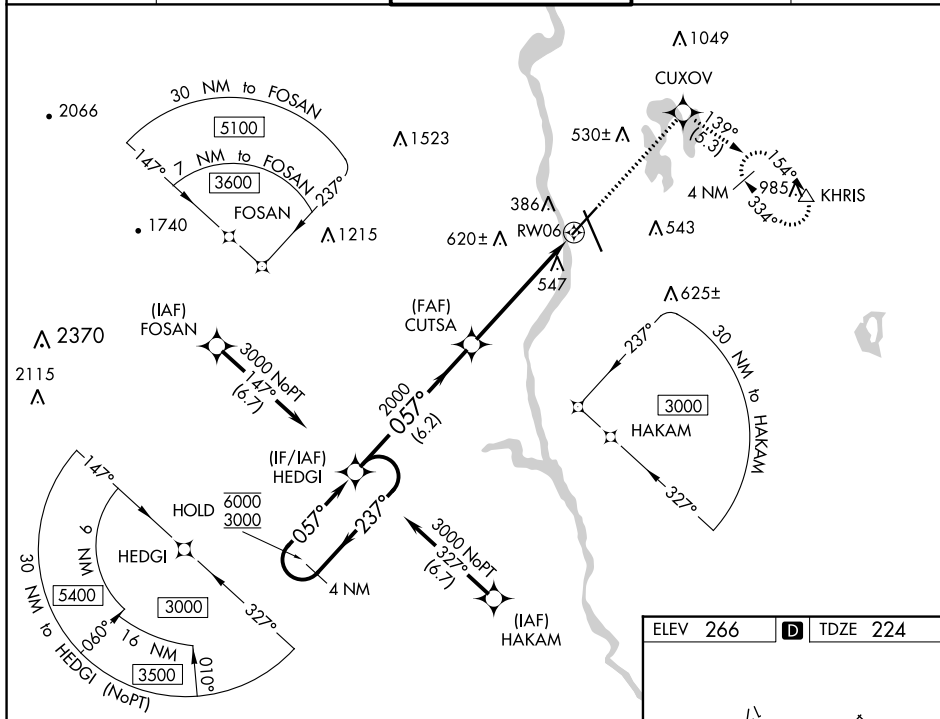 1049
CUXOV
30 NM to FOSAN
2066
5100
1523
530±
139°
(5.3)
147°
7 NM to FOSAN
237°
3600
154°
4 NM
985
KHRIS
334°
FOSAN
386
1740
1215
620±
RW06
543
547
(IAF)
FOSAN
(FAF)
CUTSA
625±
2370
3000 NoPT
147°
(6.7)
237°
30 NM to HAKAM
2115
2000
057°
(6.2)
3000
HAKAM
(IF/IAF)
HEDGI
147°
HOLD
6000
3000
057°
237°
327°
9 NM
HEDGI
3000 NoPT
327°
(6.7)
4 NM
5400
3000
327°
30 NM to HEDGI (NoPT)
060°
16 NM
010°
3500
(IAF)
HAKAM
ELEV 266 D TDZE 224